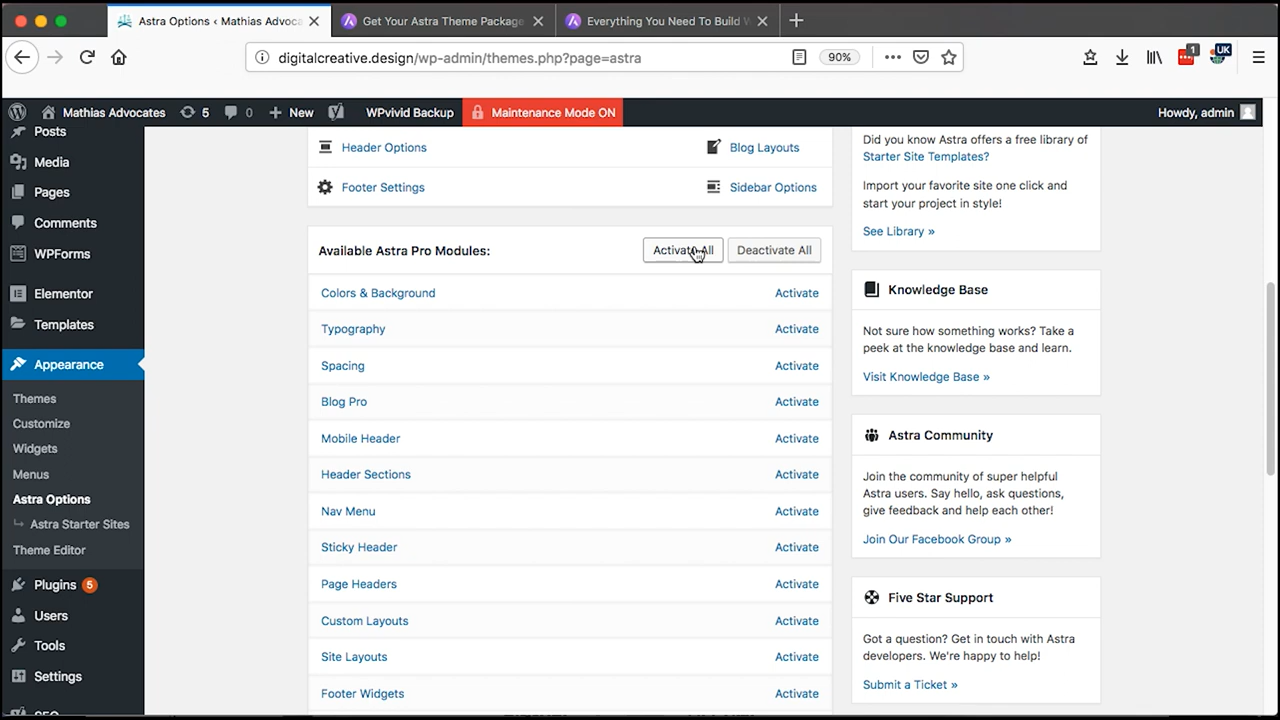 Astra Options ‹ Mathias Advoca
Get Your Astra Theme Package
Everything You Need To Build W
digitalcreative.design/wp-admin/themes.php?page=astra
90%
1
UK
Mathias Advocates
5
0
New
WPvivid Backup
Maintenance Mode ON
Howdy, admin
Posts
Media
Pages
Comments
WPForms
Elementor
Templates
Appearance
Themes
Customize
Widgets
Menus
Astra Options
Astra Starter Sites
Theme Editor
Plugins 5
Users
Tools
Settings
SEO
Header Options
Blog Layouts
Footer Settings
Sidebar Options
Available Astra Pro Modules:
Activate All
Deactivate All
Colors & Background Activate
Typography Activate
Spacing Activate
Blog Pro Activate
Mobile Header Activate
Header Sections Activate
Nav Menu Activate
Sticky Header Activate
Page Headers Activate
Custom Layouts Activate
Site Layouts Activate
Footer Widgets Activate
Did you know Astra offers a free library of
Starter Site Templates?
Import your favorite site one click and
start your project in style!
See Library »
Knowledge Base
Not sure how something works? Take a
peek at the knowledge base and learn.
Visit Knowledge Base »
Astra Community
Join the community of super helpful
Astra users. Say hello, ask questions,
give feedback and help each other!
Join Our Facebook Group »
Five Star Support
Got a question? Get in touch with Astra
developers. We're happy to help!
Submit a Ticket »